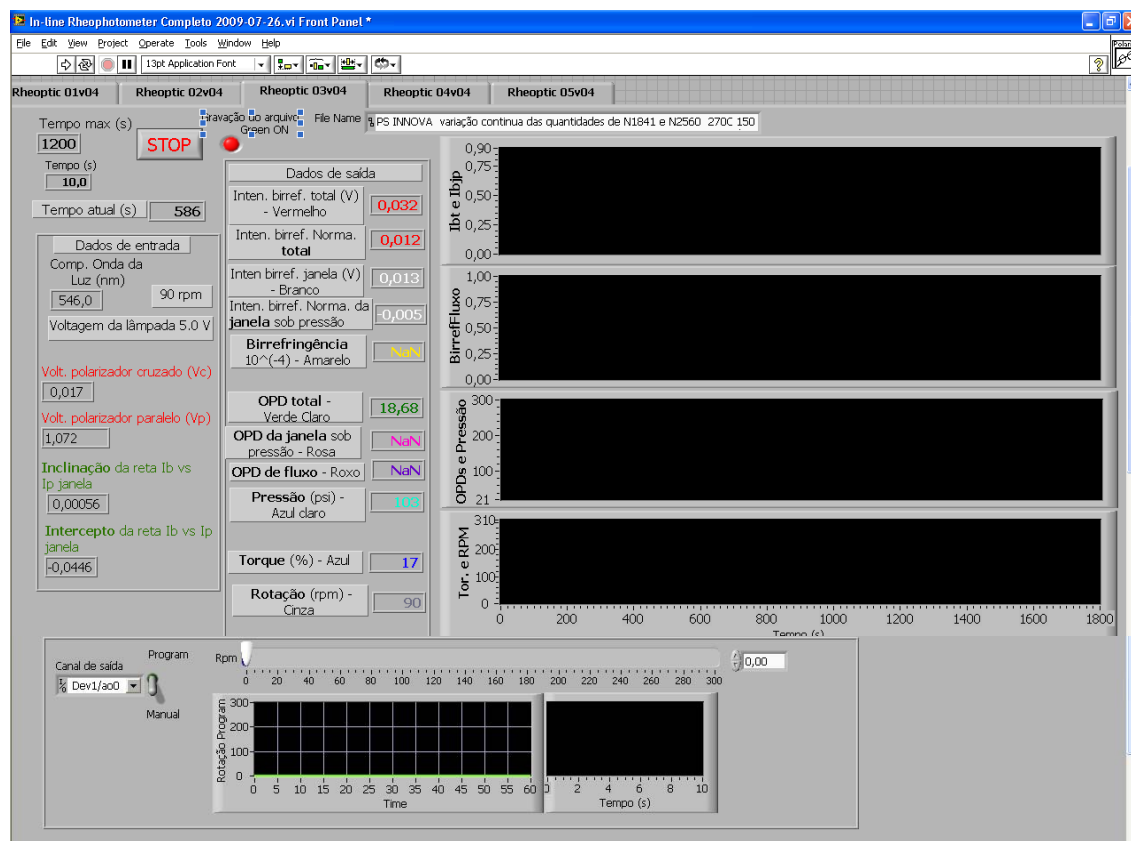 In-line Rheophotometer Completo 2009-07-26.vi Front Panel *
File Edit View Project Operate Tools Window Help
13pt Application Font
Rheoptic 01v04 Rheoptic 02v04 Rheoptic 03v04 Rheoptic 04v04 Rheoptic 05v04
Tempo max (s)
1200
STOP
Tempo (s)
10,0
Tempo atual (s) 586
Gravação do arquivo
Green ON
File Name PS INNOVA variação continua das quantidades de N1841 e N2560 270C 150
Dados de entrada
Comp. Onda da
Luz (nm)
546,0
90 rpm
Voltagem da lâmpada 5.0 V
Volt. polarizador cruzado (Vc)
0,017
Volt. polarizador paralelo (Vp)
1,072
Inclinação da reta Ib vs
Ip janela
0,00056
Intercepto da reta Ib vs Ip
janela
-0,0446
Dados de saída
Inten. birref. total (V)
- Vermelho
0,032
Inten. birref. Norma.
total
0,012
Inten birref. janela (V)
- Branco
0,013
Inten. birref. Norma. da
janela sob pressão
-0,005
Birrefringência
10^(-4) - Amarelo
NaN
OPD total -
Verde Claro
18,68
OPD da janela sob
pressão - Rosa
NaN
OPD de fluxo - Roxo
NaN
Pressão (psi) -
Azul claro
103
Torque (%) - Azul
17
Rotação (rpm) -
Cinza
90
Ibt e Ibjp
0,90
0,75
0,50
0,25
0,00
BirrefFluxo
1,00
0,75
0,50
0,25
0,00
OPDs e Pressão
300
200
100
21
Tor. e RPM
310
200
100
0
0 200 400 600 800 1000 1200 1400 1600 1800
Tempo (s)
Canal de saída
Dev1/ao0
Program
Manual
Rpm
0 20 40 60 80 100 120 140 160 180 200 220 240 260 280 300
0,00
Rotação Program
300
200
100
0
0 5 10 15 20 25 30 35 40 45 50 55 60
Time
0 2 4 6 8 10
Tempo (s)